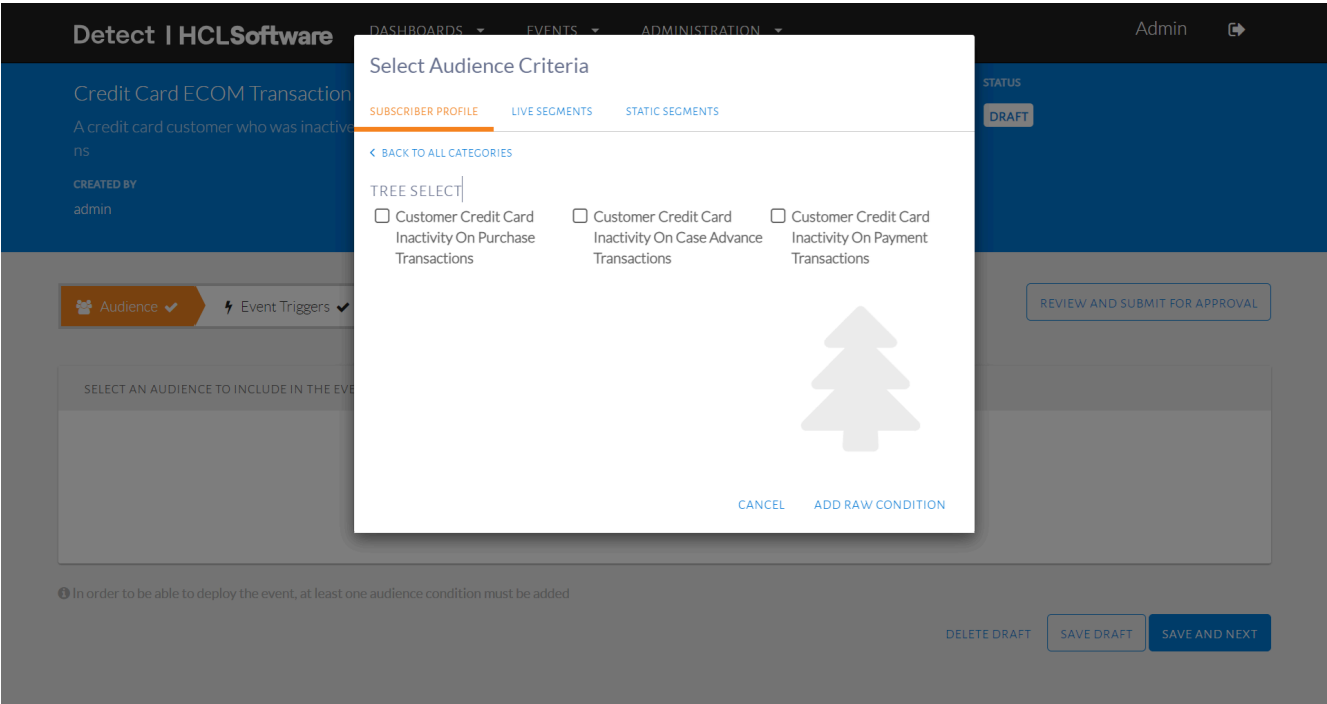 Detect | HCLSoftware
DASHBOARDS EVENTS ADMINISTRATION
Admin
Credit Card ECOM Transaction
A credit card customer who was inactive
ns
CREATED BY
admin
STATUS
DRAFT
Select Audience Criteria
SUBSCRIBER PROFILE LIVE SEGMENTS STATIC SEGMENTS
BACK TO ALL CATEGORIES
TREE SELECT
Customer Credit Card
Inactivity On Purchase
Transactions
Customer Credit Card
Inactivity On Case Advance
Transactions
Customer Credit Card
Inactivity On Payment
Transactions
CANCEL ADD RAW CONDITION
Audience Event Triggers
REVIEW AND SUBMIT FOR APPROVAL
SELECT AN AUDIENCE TO INCLUDE IN THE EVE
In order to be able to deploy the event, at least one audience condition must be added
DELETE DRAFT SAVE DRAFT SAVE AND NEXT